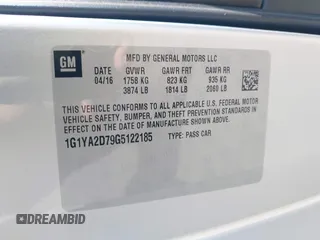 GM
MFD BY GENERAL MOTORS LLC
04/16 GVWR GAWR FRT GAWR RR
1758 KG 823 KG 935 KG
3874 LB 1814 LB 2060 LB
THIS VEHICLE CONFORMS TO ALL APPLICABLE U.S. FEDERAL MOTOR
VEHICLE SAFETY, BUMPER, AND THEFT PREVENTION STANDARDS
IN EFFECT ON THE DATE OF MANUFACTURE SHOWN ABOVE.
1G1YA2D79G5122185 TYPE: PASS CAR
DREAMBID